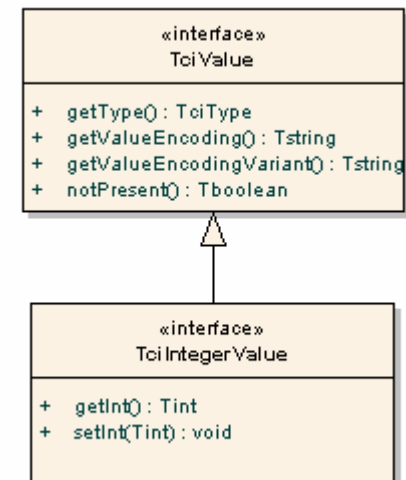 «interface»
TciValue
+ getType() : TciType
+ getValueEncoding() : Tstring
+ getValueEncodingVariant() : Tstring
+ notPresent() : Tboolean
«interface»
TciIntegerValue
+ getInt() : Tint
+ setInt(Tint) : void